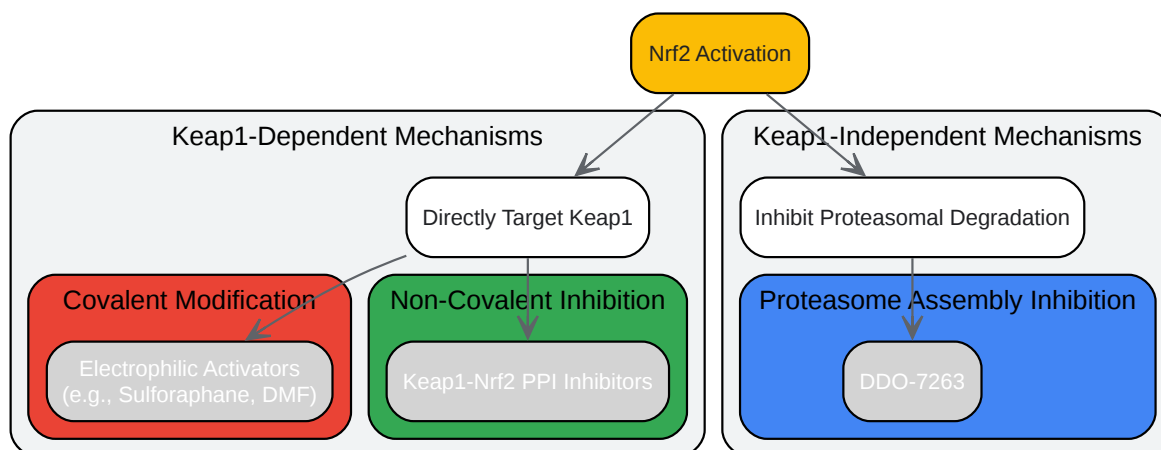 Nrf2 Activation
Keap1-Dependent Mechanisms
Keap1-Independent Mechanisms
Directly Target Keap1
Inhibit Proteasomal Degradation
Covalent Modification
Non-Covalent Inhibition
Proteasome Assembly Inhibition
Electrophilic Activators
(e.g., Sulforaphane, DMF)
Keap1-Nrf2 PPI Inhibitors
DDO-7263